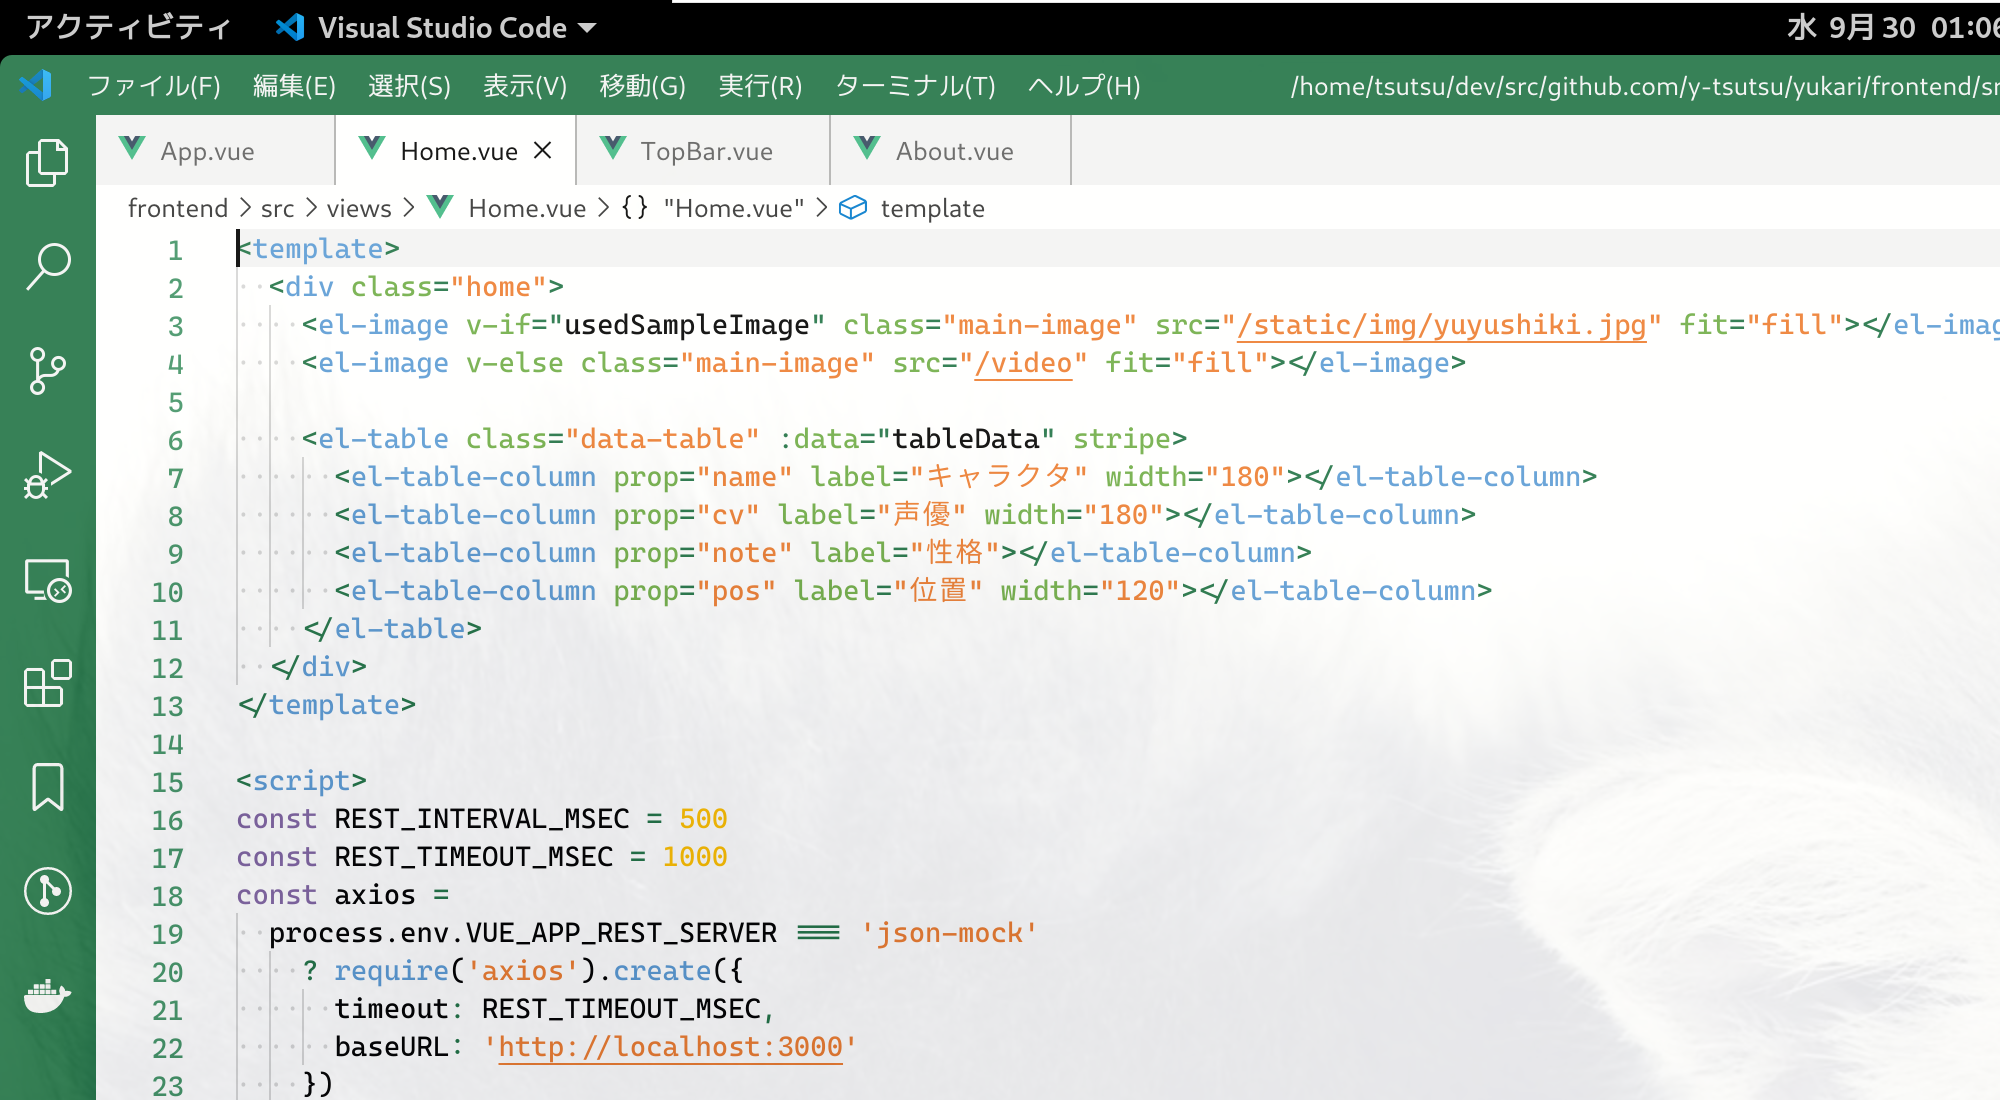 アクティビティ Visual Studio Code 水 9月 30 01:06
ファイル(F) 編集(E) 選択(S) 表示(V) 移動(G) 実行(R) ターミナル(T) ヘルプ(H) /home/tsutsu/dev/src/github.com/y-tsutsu/yukari/frontend/sr
App.vue Home.vue TopBar.vue About.vue
frontend > src > views > Home.vue > {} "Home.vue" > template
1 <template>
2 <div class="home">
3 <el-image v-if="usedSampleImage" class="main-image" src="/static/img/yuyushiki.jpg" fit="fill"></el-imag
4 <el-image v-else class="main-image" src="/video" fit="fill"></el-image>
5
6 <el-table class="data-table" :data="tableData" stripe>
7 <el-table-column prop="name" label="キャラクタ" width="180"></el-table-column>
8 <el-table-column prop="cv" label="声優" width="180"></el-table-column>
9 <el-table-column prop="note" label="性格"></el-table-column>
10 <el-table-column prop="pos" label="位置" width="120"></el-table-column>
11 </el-table>
12 </div>
13 </template>
14
15 <script>
16 const REST_INTERVAL_MSEC = 500
17 const REST_TIMEOUT_MSEC = 1000
18 const axios =
19 process.env.VUE_APP_REST_SERVER === 'json-mock'
20 ? require('axios').create({
21 timeout: REST_TIMEOUT_MSEC,
22 baseURL: 'http://localhost:3000'
23 })